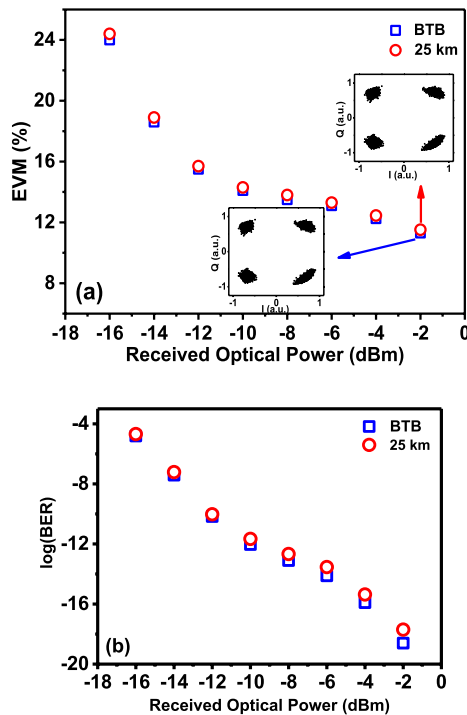 24
20
16
12
8
EVM (%)
BTB
25 km
1
0
-1
Q (a.u.)
-1 0 1
I (a.u.)
1
0
-1
Q (a.u.)
-1 0 1
I (a.u.)
(a)
-18 -16 -14 -12 -10 -8 -6 -4 -2 0
Received Optical Power (dBm)
-4
-8
-12
-16
-20
log(BER)
BTB
25 km
(b)
-18 -16 -14 -12 -10 -8 -6 -4 -2 0
Received Optical Power (dBm)